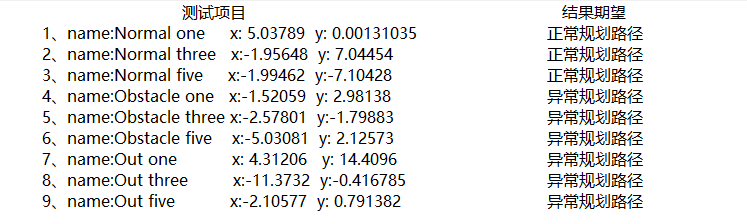 测试项目 结果期望
1、name:Normal one x: 5.03789 y: 0.00131035 正常规划路径
2、name:Normal three x:-1.95648 y: 7.04454 正常规划路径
3、name:Normal five x:-1.99462 y:-7.10428 正常规划路径
4、name:Obstacle one x:-1.52059 y: 2.98138 异常规划路径
5、name:Obstacle three x:-2.57801 y:-1.79883 异常规划路径
6、name:Obstacle five x:-5.03081 y: 2.12573 异常规划路径
7、name:Out one x: 4.31206 y: 14.4096 异常规划路径
8、name:Out three x:-11.3732 y:-0.416785 异常规划路径
9、name:Out five x:-2.10577 y: 0.791382 异常规划路径